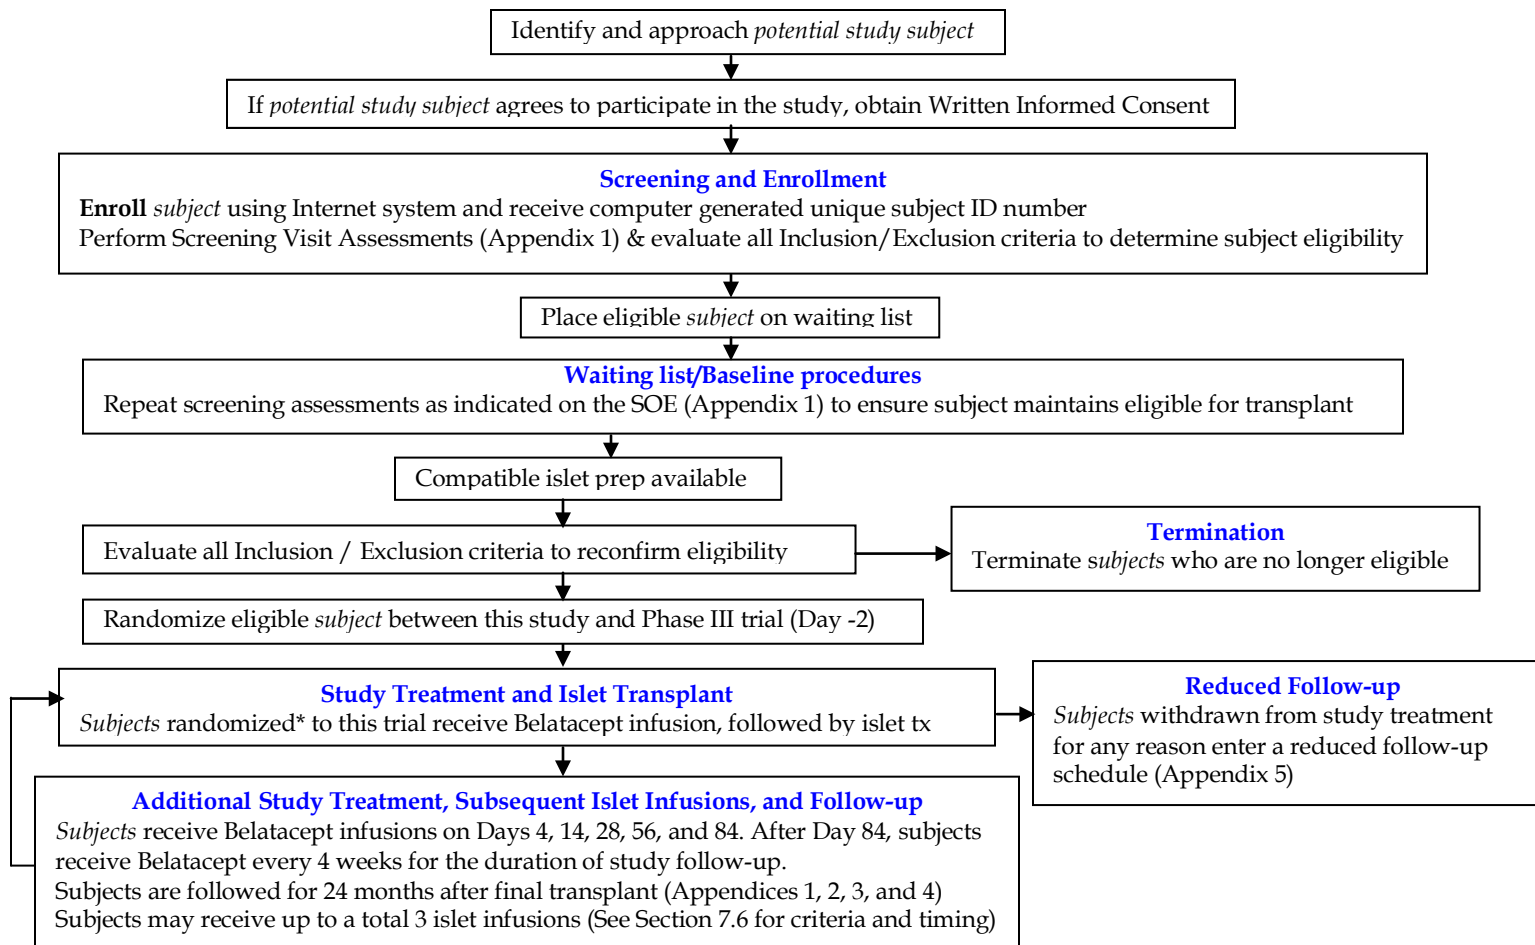 Identify and approach potential study subject
If potential study subject agrees to participate in the study, obtain Written Informed Consent
Screening and Enrollment
Enroll subject using Internet system and receive computer generated unique subject ID number
Perform Screening Visit Assessments (Appendix 1) & evaluate all Inclusion/Exclusion criteria to determine subject eligibility
Place eligible subject on waiting list
Waiting list/Baseline procedures
Repeat screening assessments as indicated on the SOE (Appendix 1) to ensure subject maintains eligible for transplant
Compatible islet prep available
Evaluate all Inclusion / Exclusion criteria to reconfirm eligibility
Termination
Terminate subjects who are no longer eligible
Randomize eligible subject between this study and Phase III trial (Day -2)
Study Treatment and Islet Transplant
Subjects randomized* to this trial receive Belatacept infusion, followed by islet tx
Reduced Follow-up
Subjects withdrawn from study treatment
for any reason enter a reduced follow-up
schedule (Appendix 5)
Additional Study Treatment, Subsequent Islet Infusions, and Follow-up
Subjects receive Belatacept infusions on Days 4, 14, 28, 56, and 84. After Day 84, subjects
receive Belatacept every 4 weeks for the duration of study follow-up.
Subjects are followed for 24 months after final transplant (Appendices 1, 2, 3, and 4)
Subjects may receive up to a total 3 islet infusions (See Section 7.6 for criteria and timing)